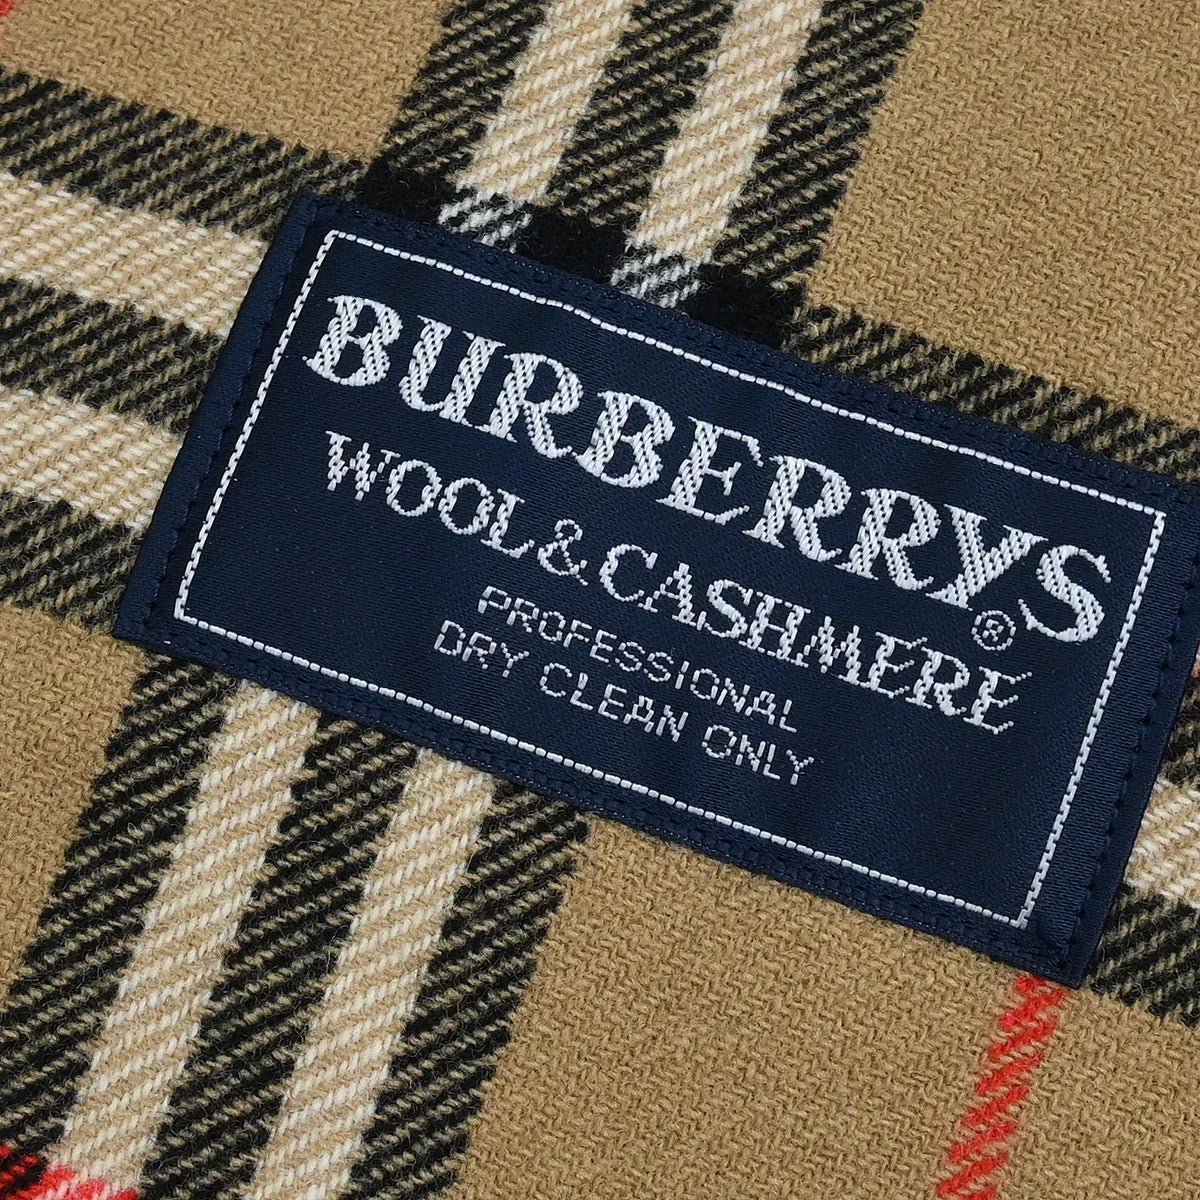 BURBERRYS®
WOOL & CASHMERE
PROFESSIONAL
DRY CLEAN ONLY